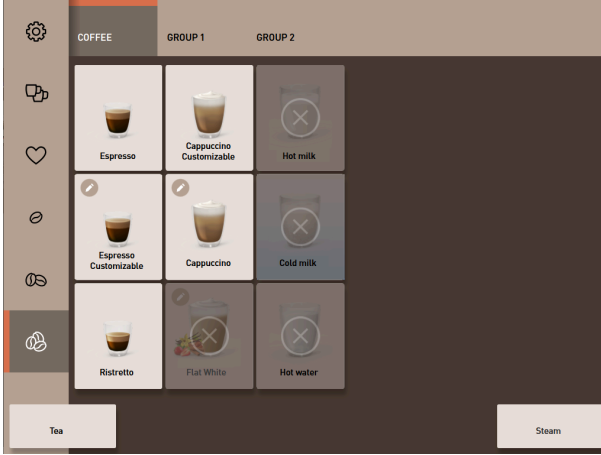 COFFEE
GROUP 1
GROUP 2
Espresso
Cappuccino
Customizable
Hot milk
Espresso
Customizable
Cappuccino
Cold milk
Ristretto
Flat White
Hot water
Tea
Steam